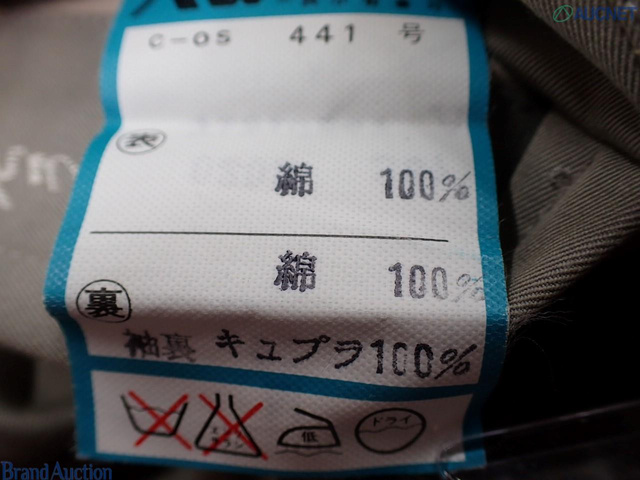 C-0S 441 号
表
綿 100%
綿 100%
裏
袖裏 キュプラ100%
低
ドライ
Brand Auction